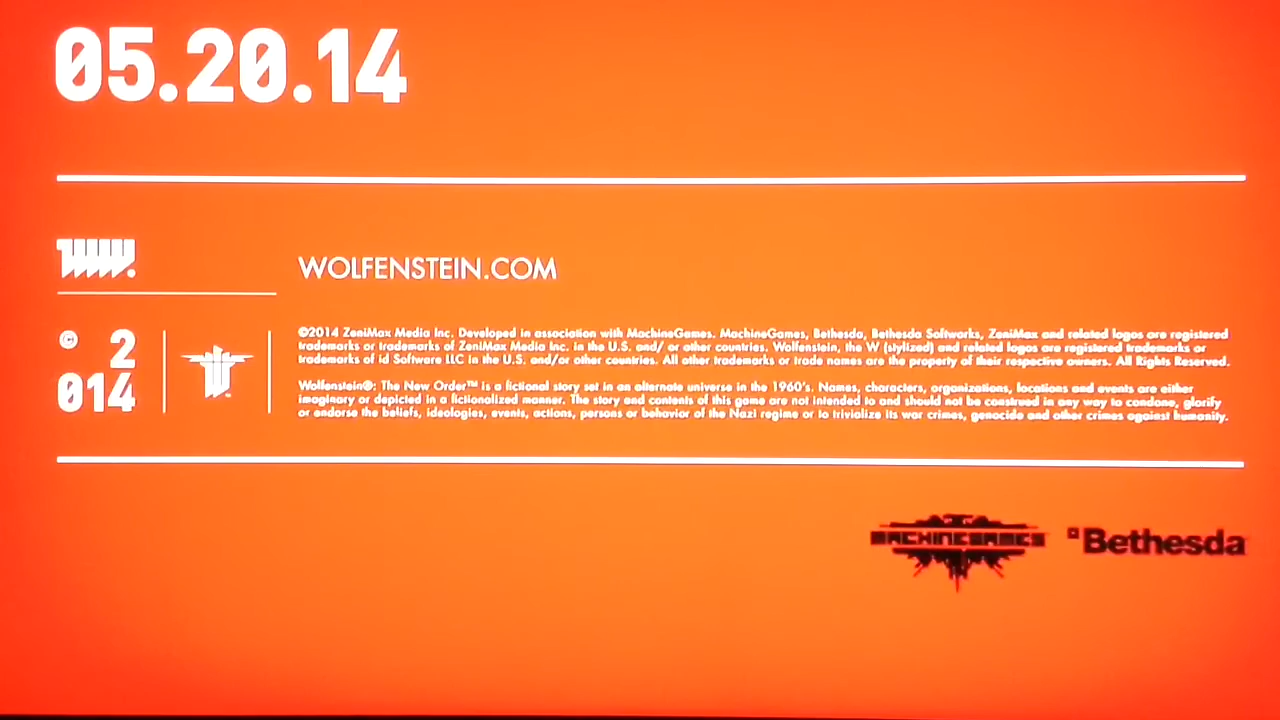 05.20.14
WOLFENSTEIN.COM
© 2
014
©2014 ZeniMax Media Inc. Developed in association with MachineGames. MachineGames, Bethesda, Bethesda Softworks, ZeniMax and related logos are registered
trademarks or trademarks of ZeniMax Media Inc. in the U.S. and/ or other countries. Wolfenstein, the W (stylized) and related logos are registered trademarks or
trademarks of id Software LLC in the U.S. and/or other countries. All other trademarks or trade names are the property of their respective owners. All Rights Reserved.
Wolfenstein®: The New Order™ is a fictional story set in an alternate universe in the 1960's. Names, characters, organizations, locations and events are either
imaginary or depicted in a fictionalized manner. The story and contents of this game are not intended to and should not be construed in any way to condone, glorify
or endorse the beliefs, ideologies, events, actions, persons or behavior of the Nazi regime or to trivialize its war crimes, genocide and other crimes against humanity.
MACHINEGAMES
Bethesda